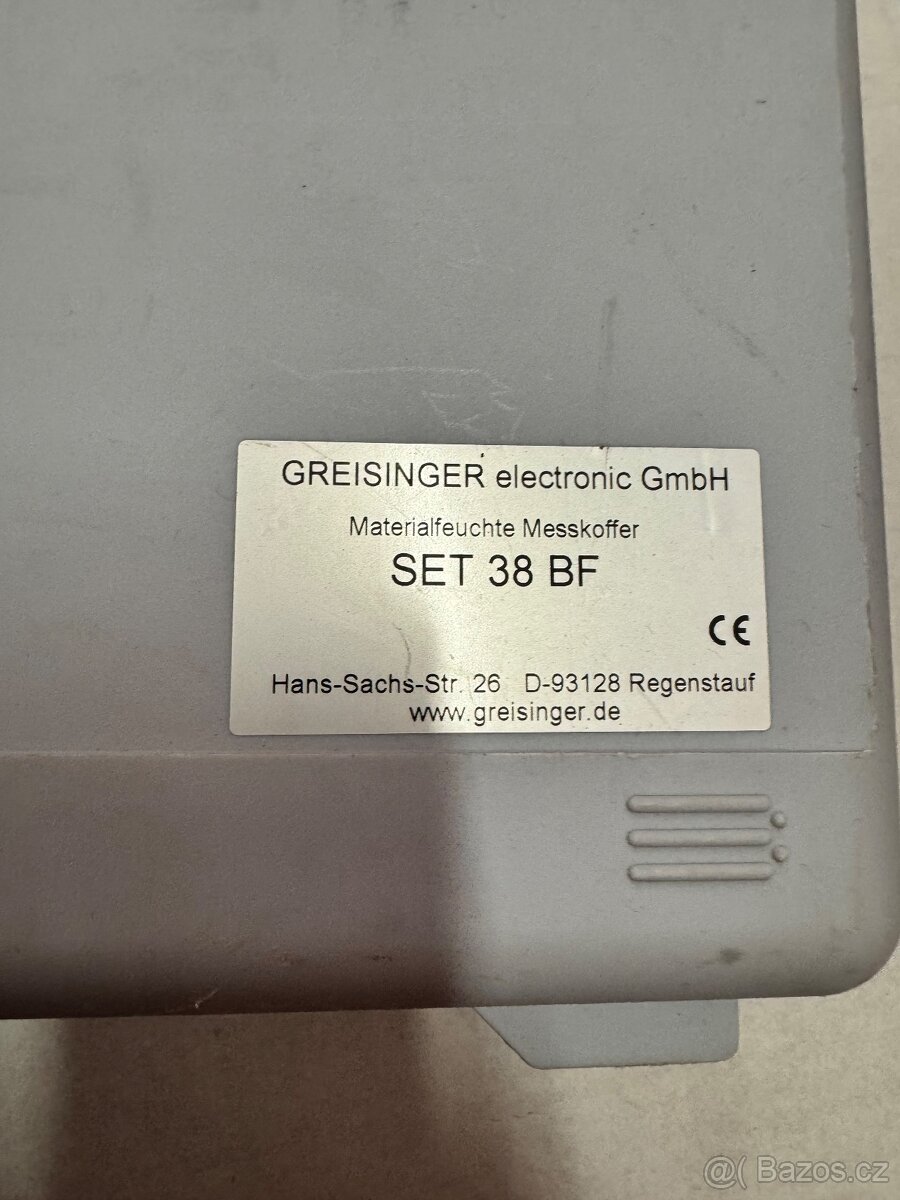 GREISINGER electronic GmbH
Materialfeuchte Messkoffer
SET 38 BF
CE
Hans-Sachs-Str. 26 D-93128 Regenstauf
www.greisinger.de
@( Bazos.cz